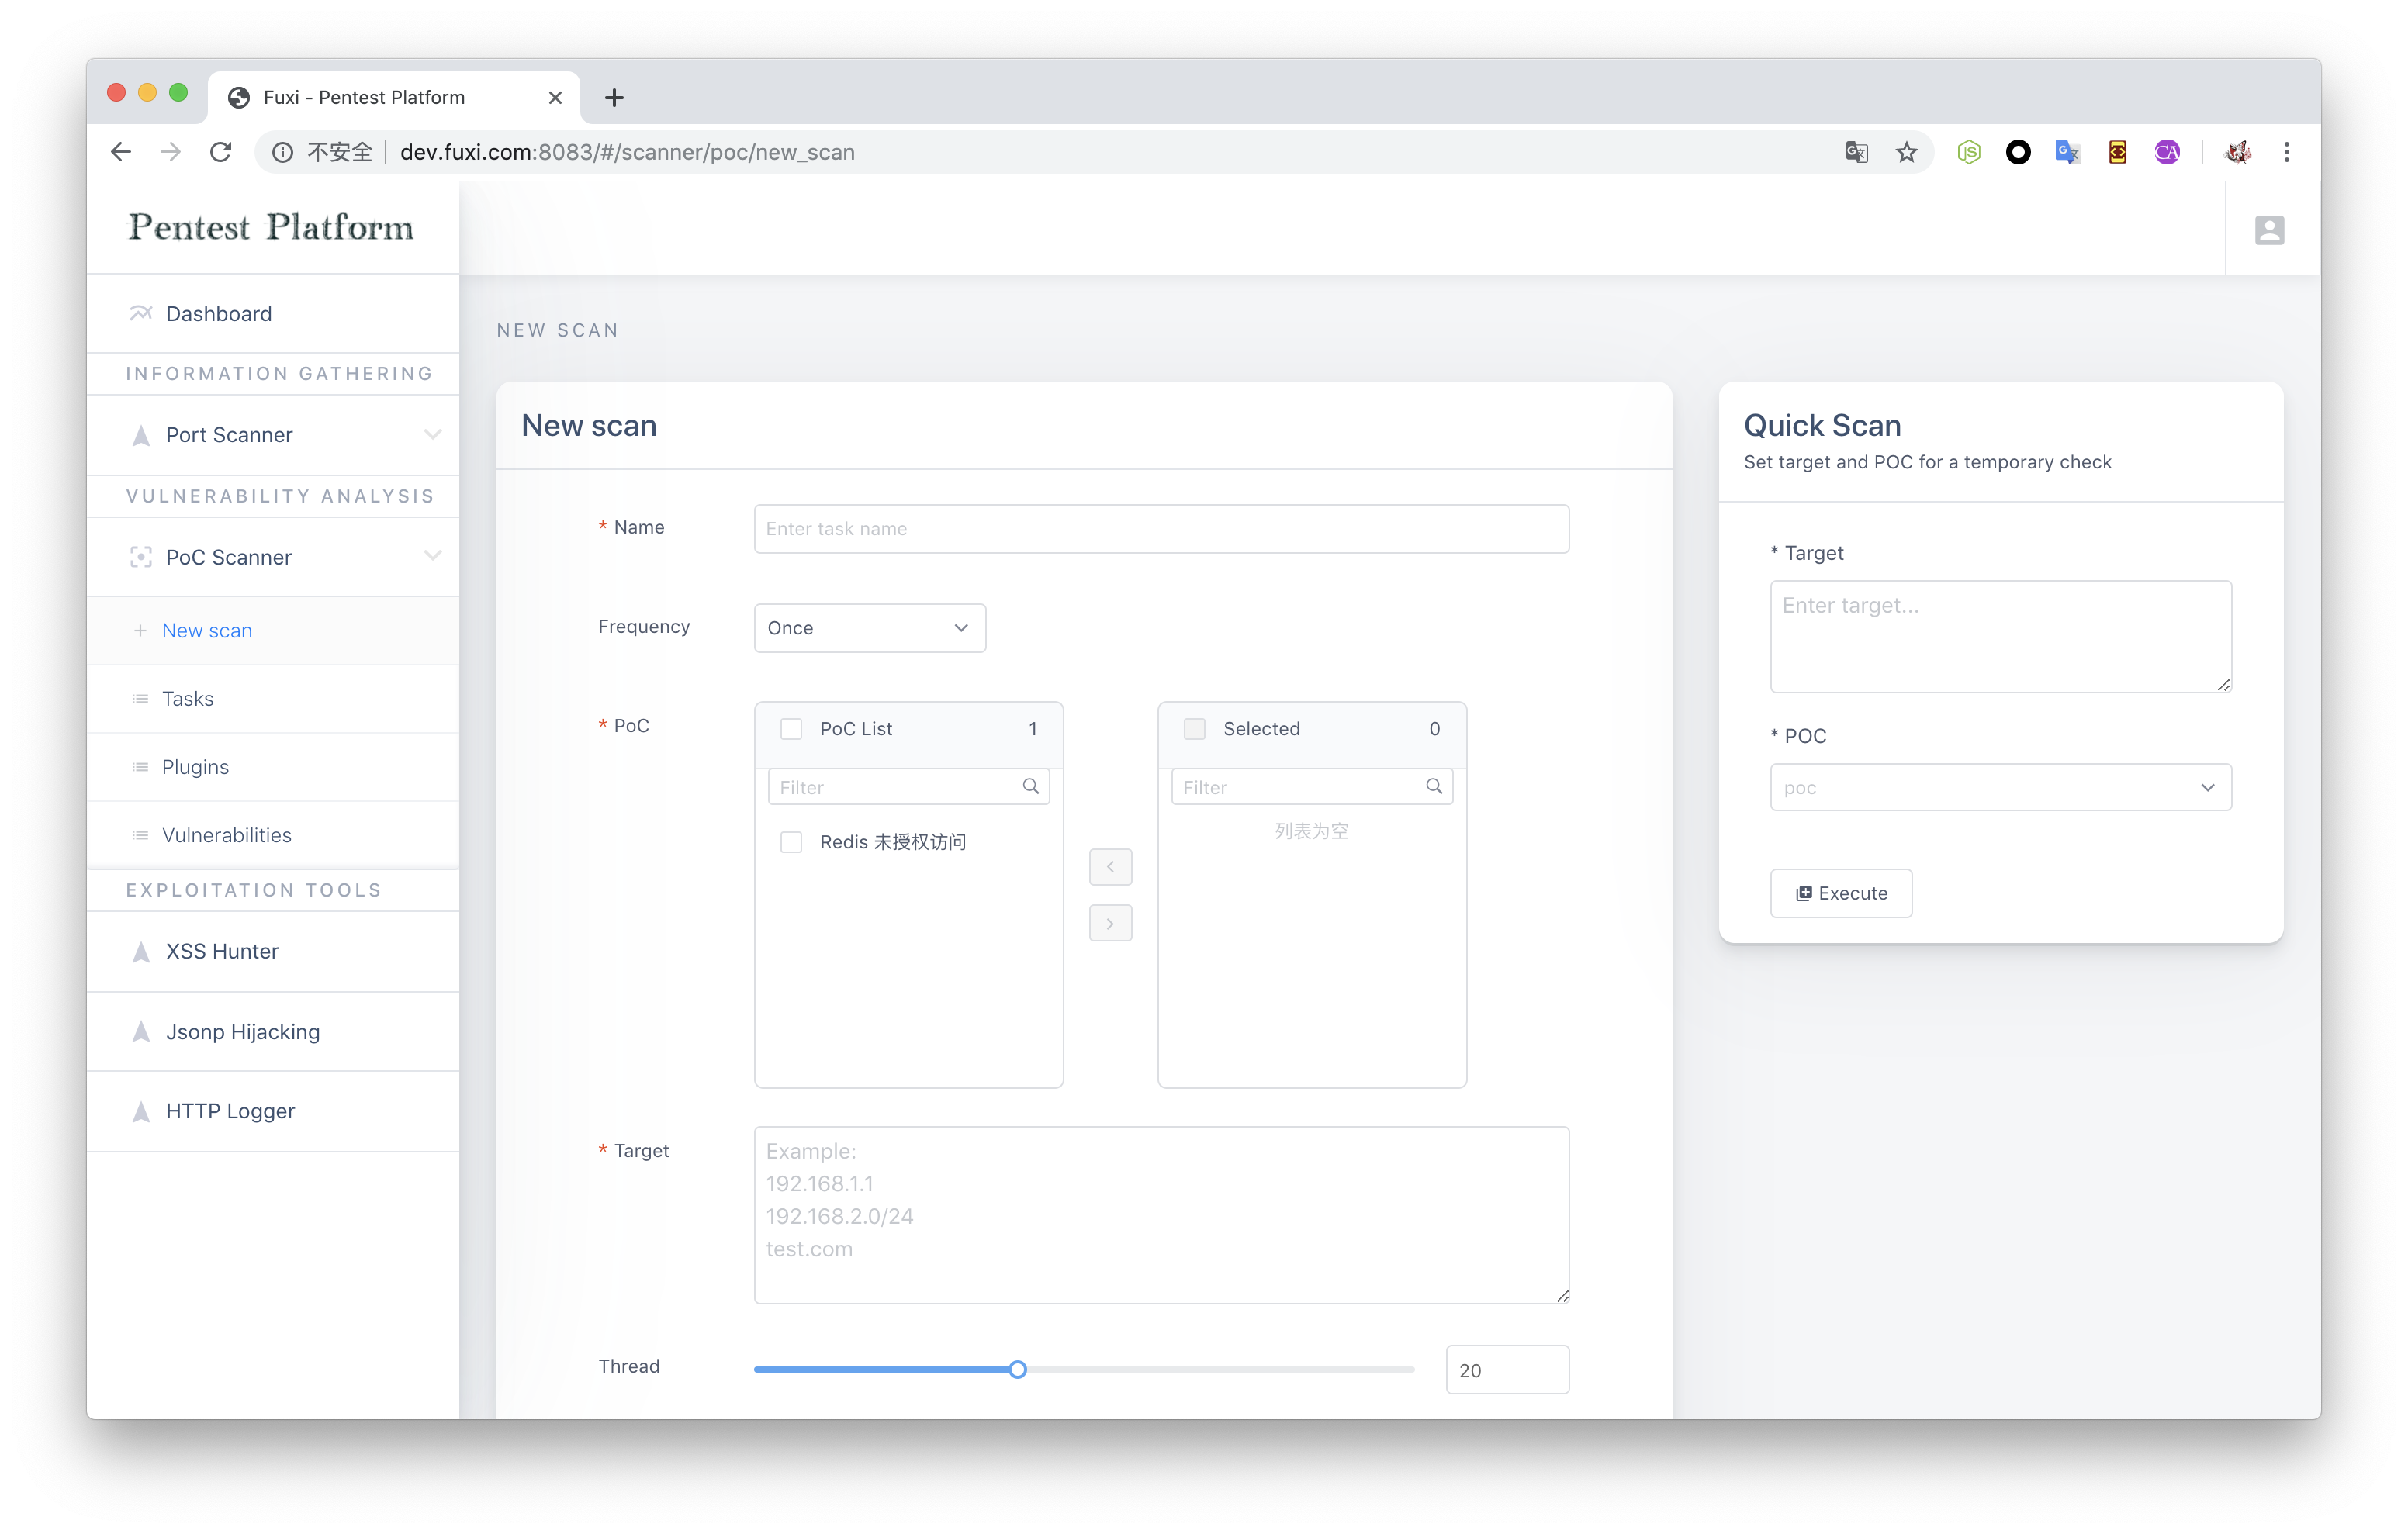 Fuxi - Pentest Platform
不安全 dev.fuxi.com:8083/#/scanner/poc/new_scan
Pentest Platform
Dashboard
INFORMATION GATHERING
Port Scanner
VULNERABILITY ANALYSIS
PoC Scanner
New scan
Tasks
Plugins
Vulnerabilities
EXPLOITATION TOOLS
XSS Hunter
Jsonp Hijacking
HTTP Logger
NEW SCAN
New scan
* Name
Enter task name
Frequency
Once
* PoC
PoC List 1
Filter
Redis 未授权访问
Selected 0
Filter
列表为空
* Target
Example:
192.168.1.1
192.168.2.0/24
test.com
Thread
20
Quick Scan
Set target and POC for a temporary check
* Target
Enter target...
* POC
poc
Execute